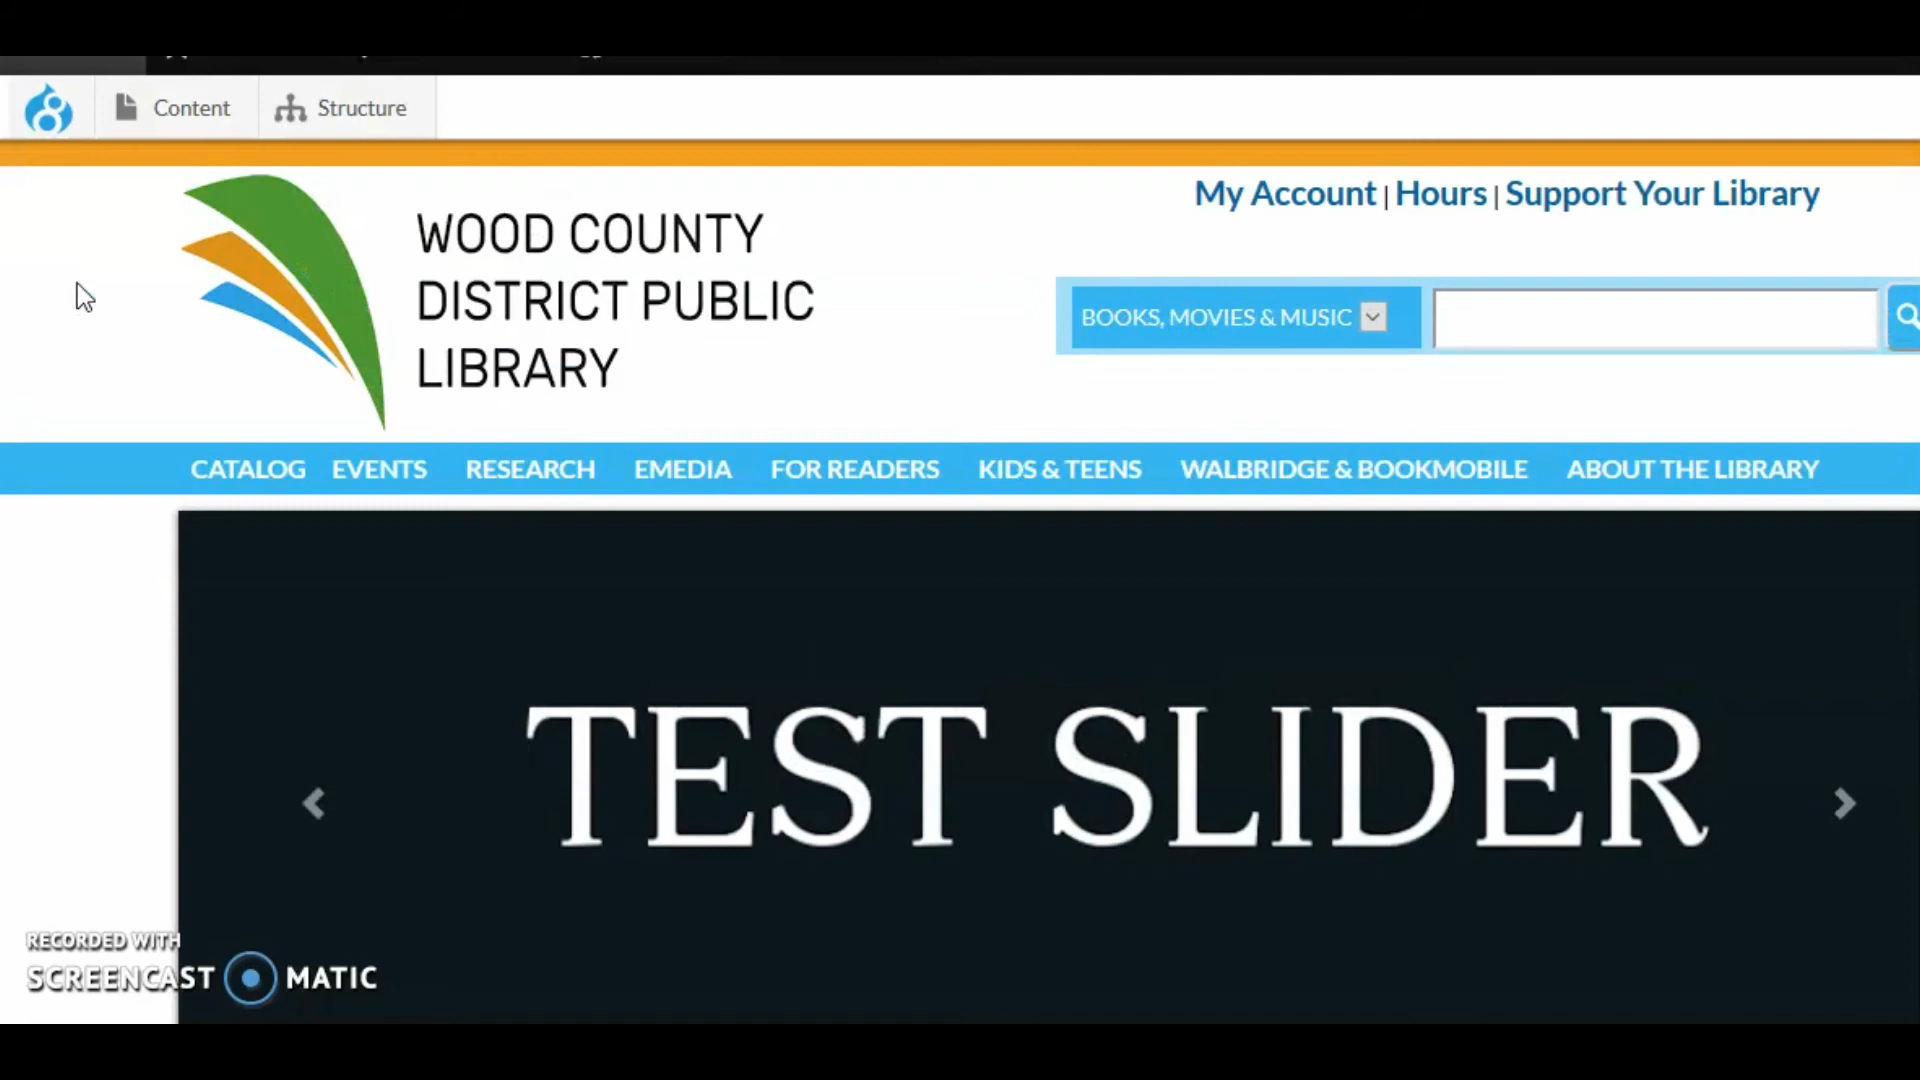 Content
Structure
My Account | Hours | Support Your Library
WOOD COUNTY
DISTRICT PUBLIC
LIBRARY
BOOKS, MOVIES & MUSIC
CATALOG EVENTS RESEARCH EMEDIA FOR READERS KIDS & TEENS WALBRIDGE & BOOKMOBILE ABOUT THE LIBRARY
TEST SLIDER
RECORDED WITH
SCREENCAST MATIC